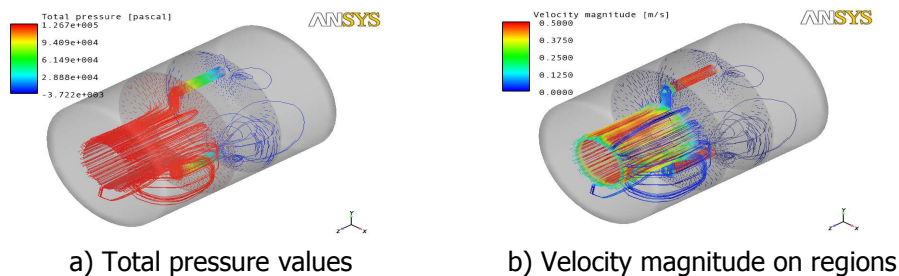 Total pressure [pascal]
1.267e+005
9.409e+004
6.149e+004
2.888e+004
-3.722e+003
ANSYS
Y
Z
X
a) Total pressure values
Velocity magnitude [m/s]
0.5000
0.3750
0.2500
0.1250
0.0000
ANSYS
Y
Z
X
b) Velocity magnitude on regions